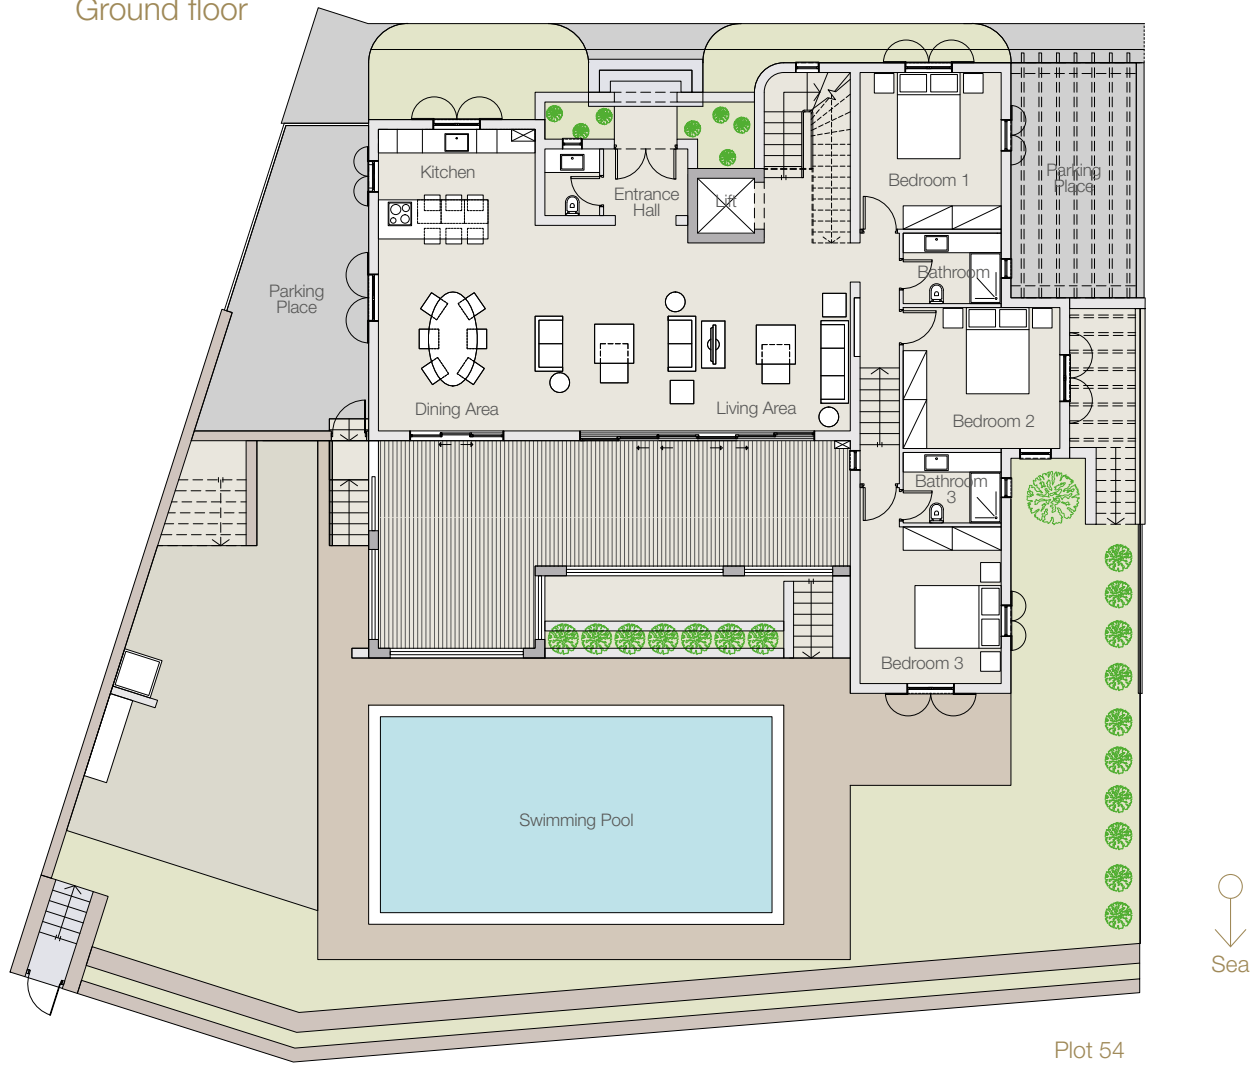 Ground floor
Kitchen
Entrance
Hall
Lift
Bedroom 1
Parking
Place
Bathroom
Parking
Place
Dining Area
Living Area
Bedroom 2
Bathroom
3
Bedroom 3
Swimming Pool
Sea
Plot 54